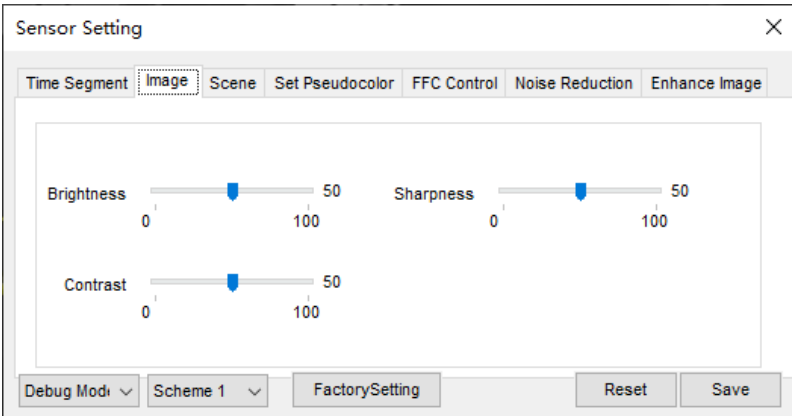 Sensor Setting
Time Segment Image Scene Set Pseudocolor FFC Control Noise Reduction Enhance Image
Brightness 50 Sharpness 50
0 100 0 100
Contrast 50
0 100
Debug Mod Scheme 1 FactorySetting Reset Save